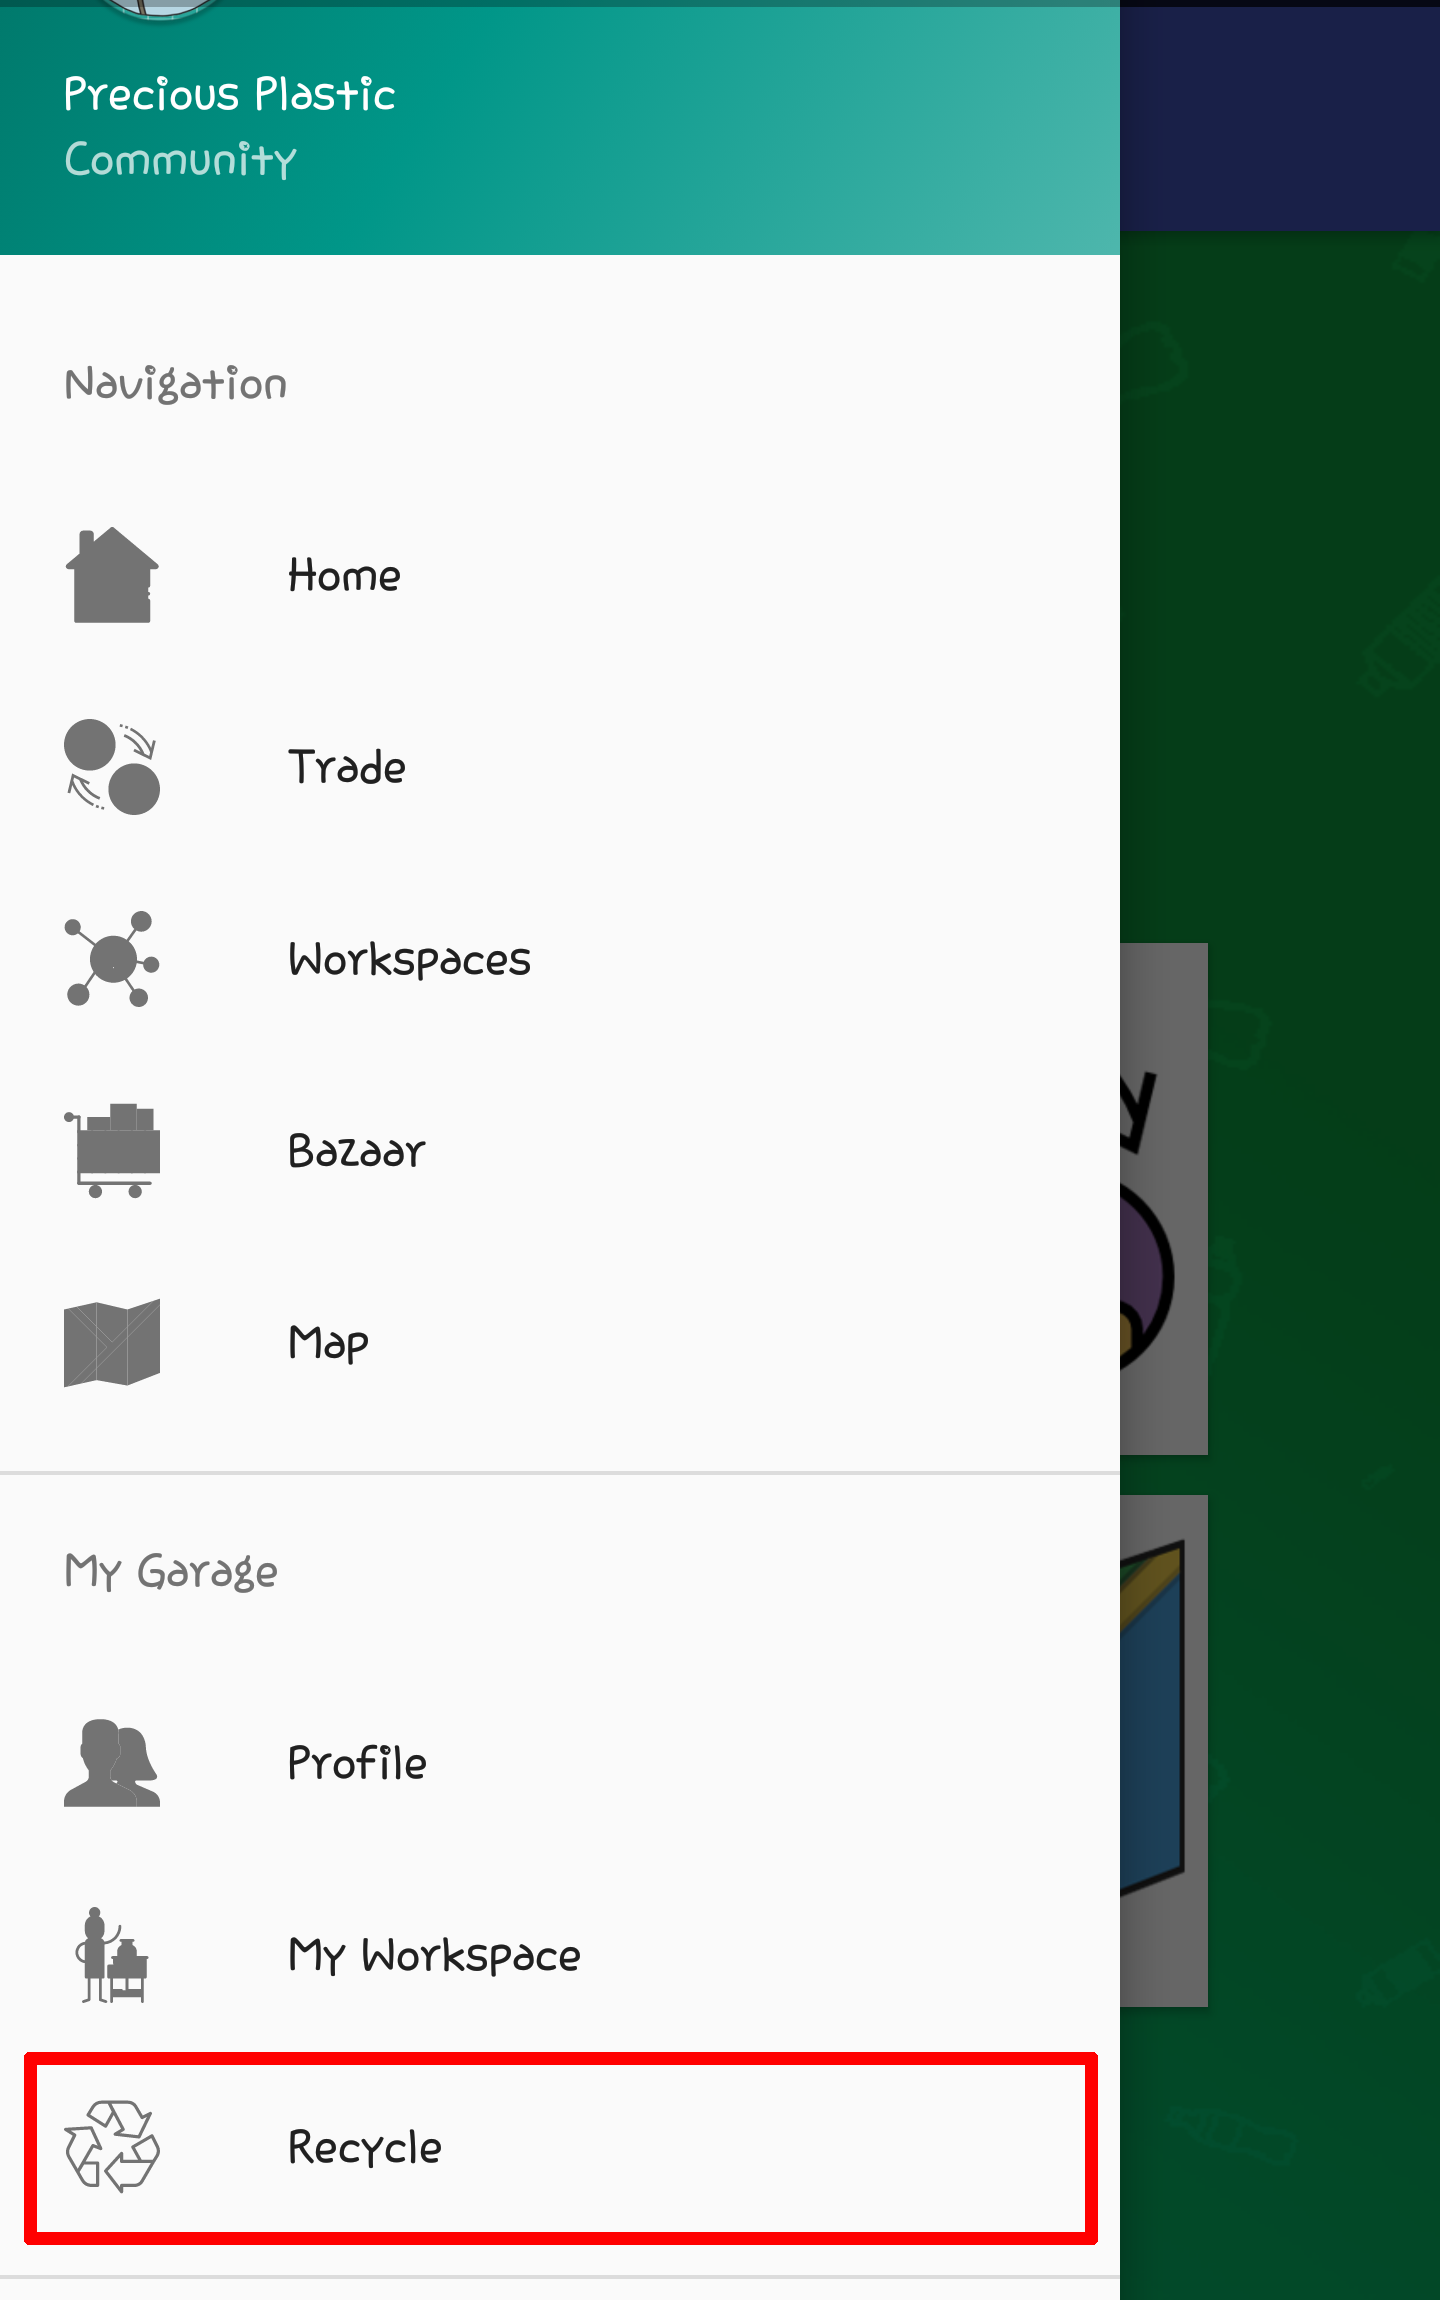 Precious Plastic
Community
Navigation
Home
Trade
Workspaces
Bazaar
Map
My Garage
Profile
My Workspace
Recycle